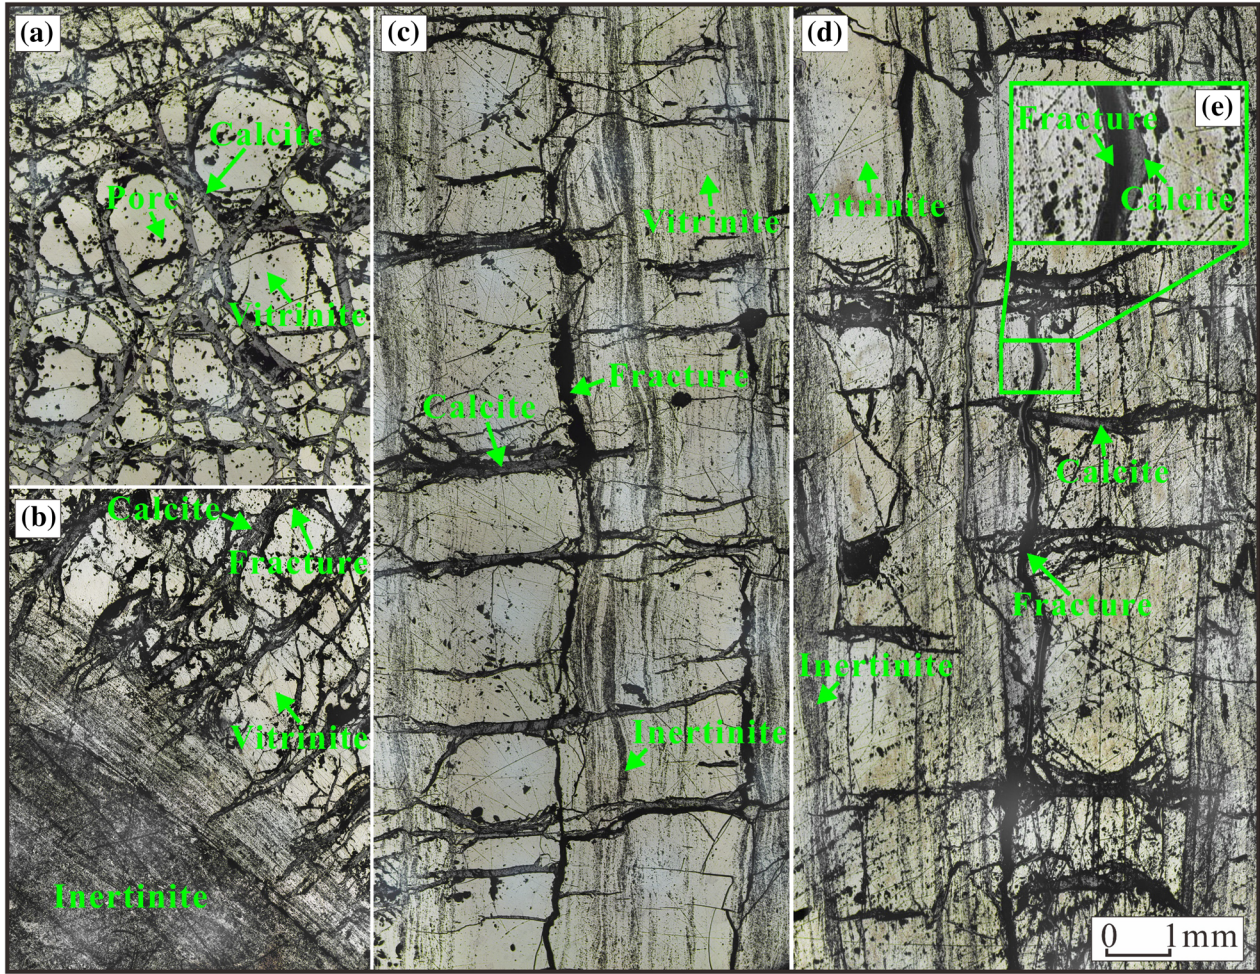 (a)
Calcite
Pore
Vitrinite
(b)
Calcite
Fracture
Vitrinite
Inertinite
(c)
Vitrinite
Fracture
Calcite
Inertinite
(d)
(e)
Fracture
Calcite
Vitrinite
Calcite
Fracture
Inertinite
0 1mm